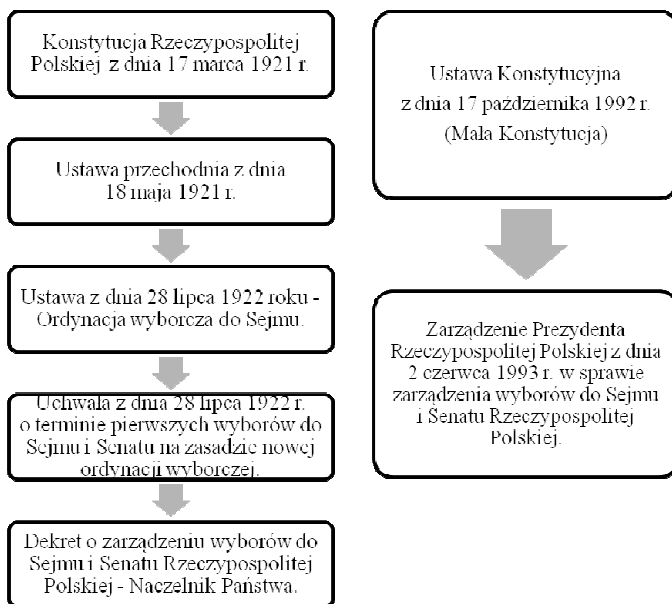 Konstytucja Rzeczypospolitej
Polskiej z dnia 17 marca 1921 r.
Ustawa przechodnia z dnia
18 maja 1921 r.
Ustawa z dnia 28 lipca 1922 roku -
Ordynacja wyborcza do Sejmu.
Uchwała z dnia 28 lipca 1922 r.
o terminie pierwszych wyborów do
Sejmu i Senatu na zasadzie nowej
ordynacji wyborczej.
Dekret o zarządzeniu wyborów do
Sejmu i Senatu Rzeczypospolitej
Polskiej - Naczelnik Państwa.
Ustawa Konstytucyjna
z dnia 17 października 1992 r.
(Mała Konstytucja)
Zarządzenie Prezydenta
Rzeczypospolitej Polskiej z dnia
2 czerwca 1993 r. w sprawie
zarządzenia wyborów do Sejmu
i Senatu Rzeczypospolitej
Polskiej.